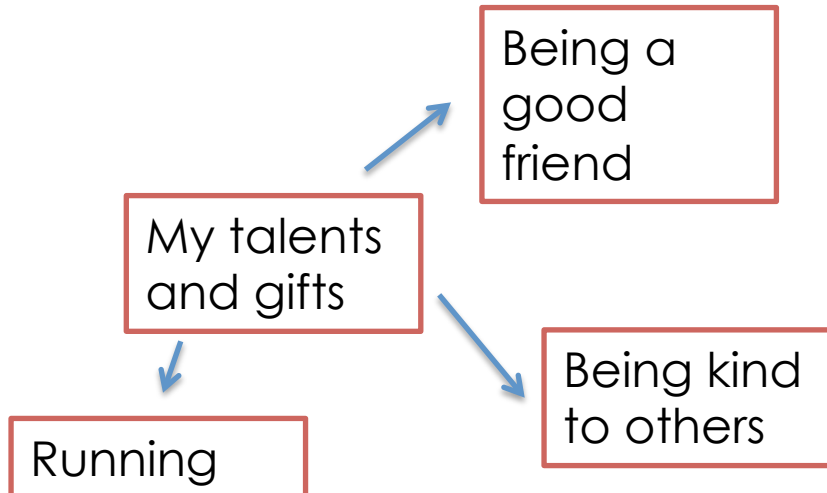 Being a
good
friend
My talents
and gifts
Being kind
to others
Running